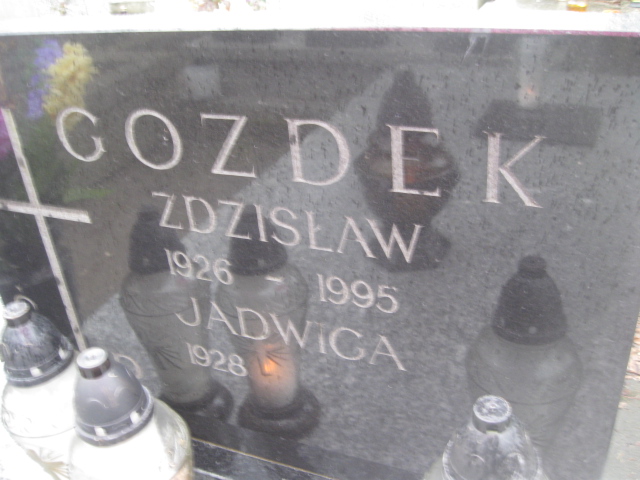 GOZDEK
ZDZISŁAW
1926 - 1995
JADWIGA
1928